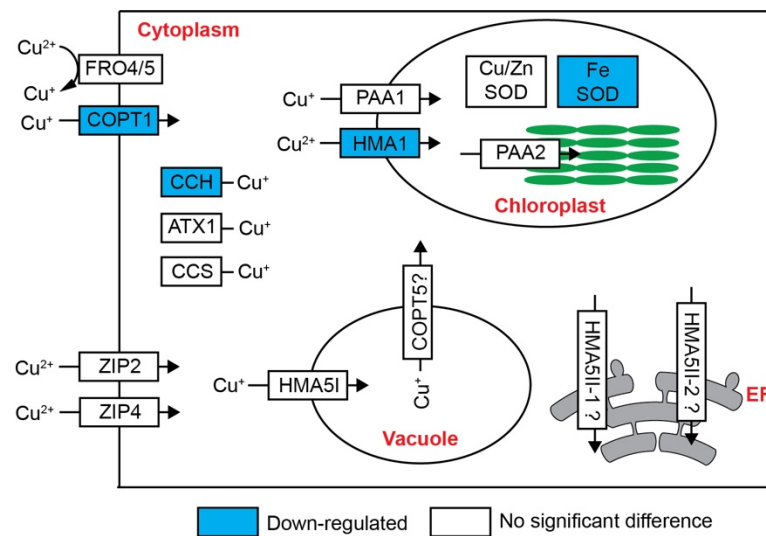 Cytoplasm
Cu2+
FRO4/5
Cu+
Cu+ COPT1
Cu+ PAA1
Cu2+ HMA1
Cu/Zn
SOD
Fe
SOD
PAA2
Chloroplast
CCH Cu+
ATX1 Cu+
CCS Cu+
COPT5?
Cu+
Cu2+ ZIP2
Cu2+ ZIP4
Cu+ HMA5I
Vacuole
HMA5II-1 ?
HMA5II-2 ?
Down-regulated
No significant difference